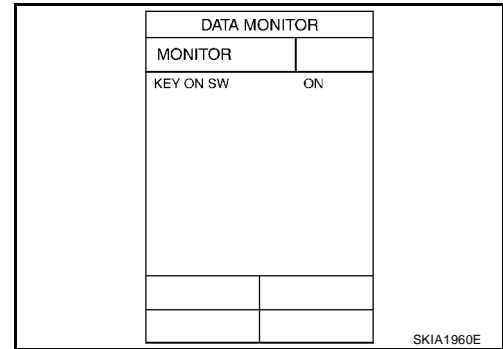 DATA MONITOR
MONITOR
KEY ON SW ON
SKIA1960E